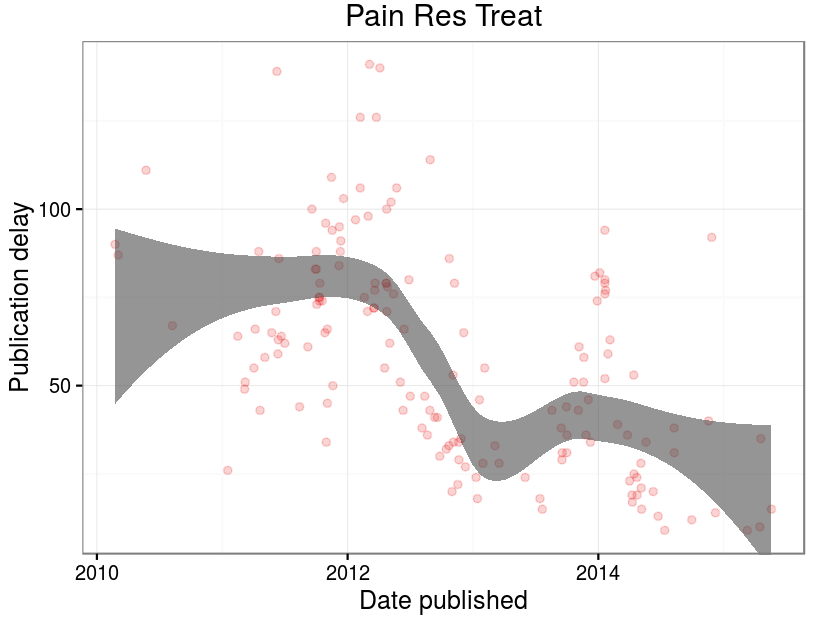 Pain Res Treat
Publication delay
100
50
2010 2012 2014
Date published